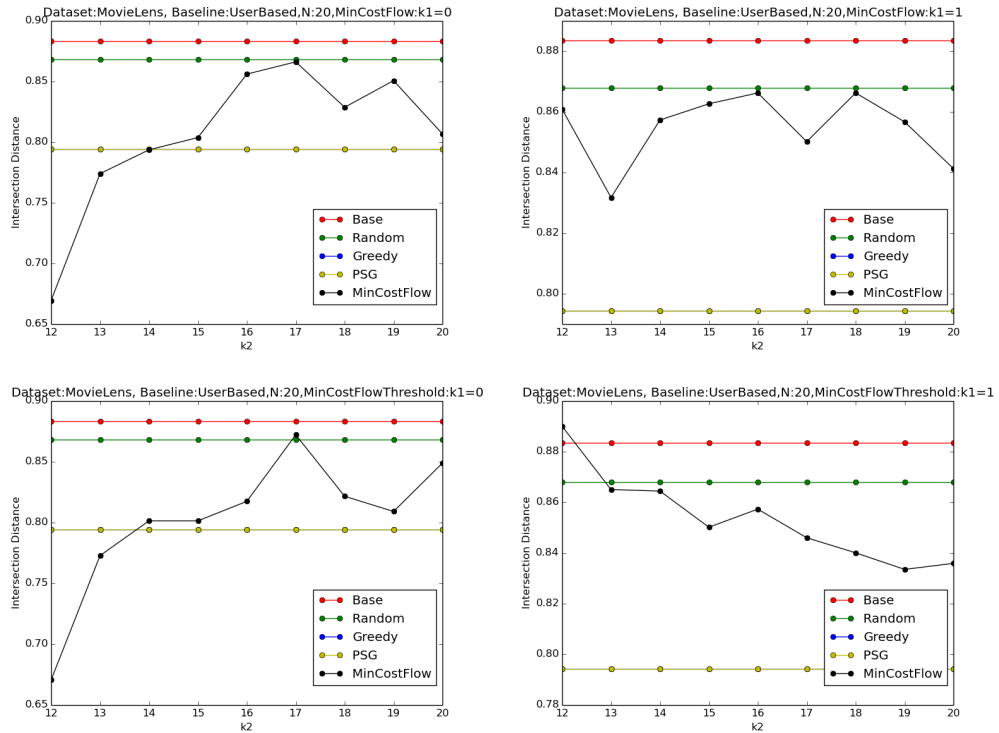 Dataset:MovieLens, Baseline:UserBased,N:20,MinCostFlow:k1=0
0.90
0.85
0.80
0.75
0.70
0.65
Intersection Distance
Base
Random
Greedy
PSG
MinCostFlow
12 13 14 15 16 17 18 19 20
k2
Dataset:MovieLens, Baseline:UserBased,N:20,MinCostFlow:k1=1
0.88
0.86
0.84
0.82
0.80
Intersection Distance
Base
Random
Greedy
PSG
MinCostFlow
12 13 14 15 16 17 18 19 20
k2
Dataset:MovieLens, Baseline:UserBased,N:20,MinCostFlowThreshold:k1=0
0.90
0.85
0.80
0.75
0.70
0.65
Intersection Distance
Base
Random
Greedy
PSG
MinCostFlow
12 13 14 15 16 17 18 19 20
k2
Dataset:MovieLens, Baseline:UserBased,N:20,MinCostFlowThreshold:k1=1
0.90
0.88
0.86
0.84
0.82
0.80
0.78
Intersection Distance
Base
Random
Greedy
PSG
MinCostFlow
12 13 14 15 16 17 18 19 20
k2